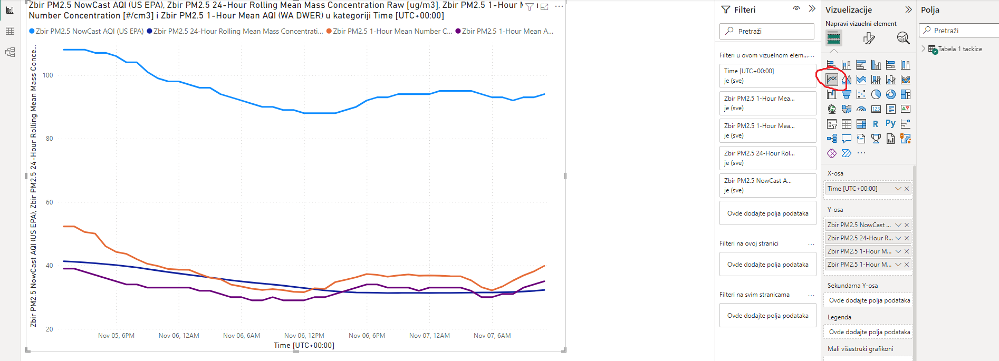 Zbir PM2.5 NowCast AQI (US EPA), Zbir PM2.5 24-Hour Rolling Mean Mass Concentration Raw [ug/m3], Zbir PM2.5 1-Hour M
Number Concentration [#/cm3] i Zbir PM2.5 1-Hour Mean AQI (WA DWER) u kategoriji Time [UTC+00:00]
Zbir PM2.5 NowCast AQI (US EPA)
Zbir PM2.5 24-Hour Rolling Mean Mass Concentrati...
Zbir PM2.5 1-Hour Mean Number C...
Zbir PM2.5 1-Hour Mean A...
Zbir PM2.5 NowCast AQI (US EPA), Zbir PM2.5 24-Hour Rolling Mean Mass Conce...
100
80
60
40
20
Nov 05, 6PM
Nov 06, 12AM
Nov 06, 6AM
Nov 06, 12PM
Nov 06, 6PM
Nov 07, 12AM
Nov 07, 6AM
Time [UTC+00:00]
Filteri
Pretraži
Filteri u ovom vizuelnom elem...
...
Time [UTC+00:00]
je (sve)
Zbir PM2.5 1-Hour Mea...
je (sve)
Zbir PM2.5 1-Hour Mea...
je (sve)
Zbir PM2.5 24-Hour Rol...
je (sve)
Zbir PM2.5 NowCast A...
je (sve)
Ovde dodajte polja podataka
Filteri na ovoj stranici
...
Ovde dodajte polja podataka
Filteri na svim stranicama
...
Ovde dodajte polja podataka
Vizuelizacije
Napravi vizuelni element
123
R
Py
...
X-osa
Time [UTC+00:00]
Y-osa
Zbir PM2.5 NowCast ...
Zbir PM2.5 24-Hour R...
Zbir PM2.5 1-Hour M...
Zbir PM2.5 1-Hour M...
Sekundarna Y-osa
Ovde dodajte polja podataka
Legenda
Ovde dodajte polja podataka
Mali višestruki grafikoni
Polja
Pretraži
Tabela 1 tackice